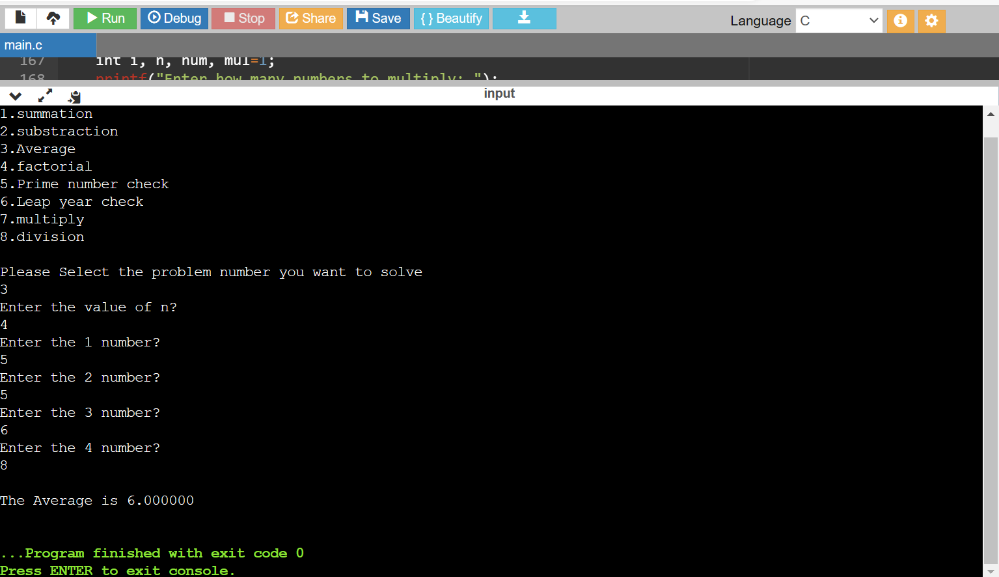 Run Debug Stop Share Save { } Beautify Language C
main.c
167 int i, n, num, mul=1;
168 printf("Enter how many numbers to multiply: ");
input
1.summation
2.substraction
3.Average
4.factorial
5.Prime number check
6.Leap year check
7.multiply
8.division
Please Select the problem number you want to solve
3
Enter the value of n?
4
Enter the 1 number?
5
Enter the 2 number?
5
Enter the 3 number?
6
Enter the 4 number?
8
The Average is 6.000000
...Program finished with exit code 0
Press ENTER to exit console.